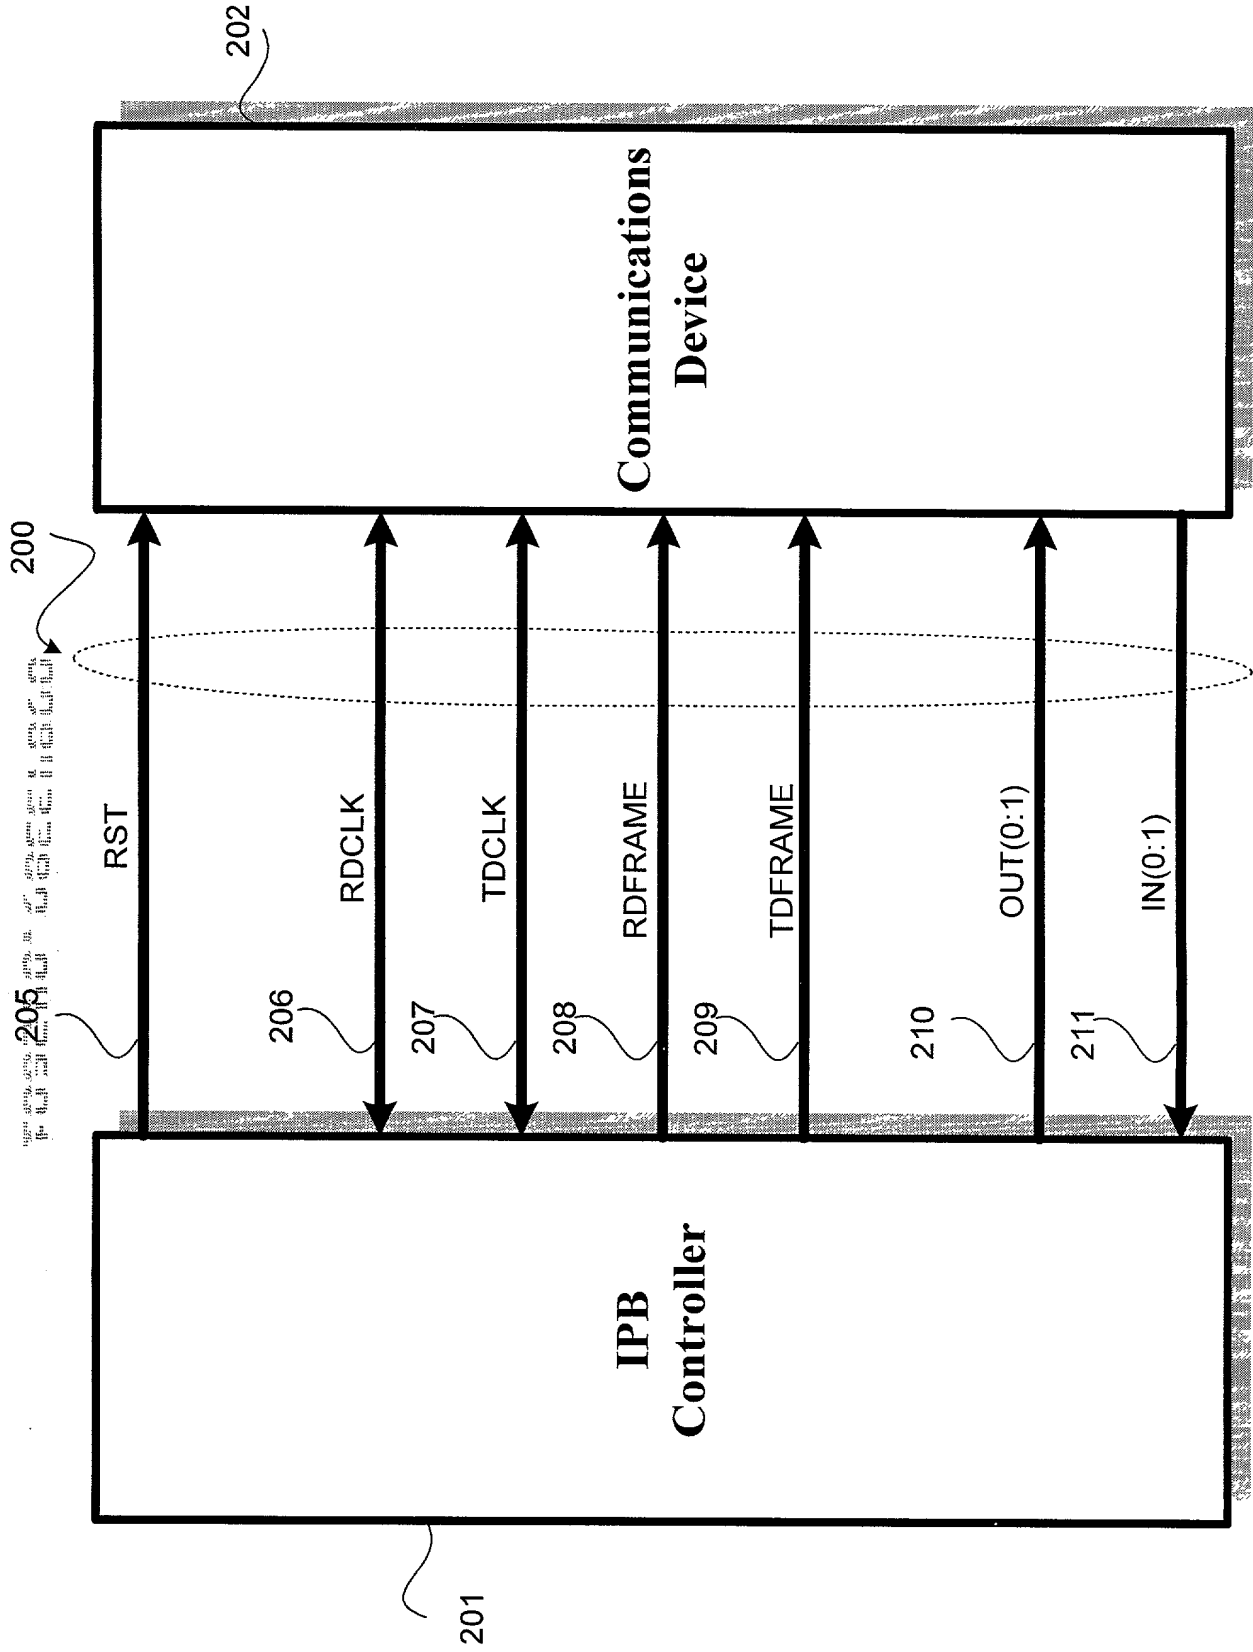 200
202
205
RST
206
RDCLK
207
TDCLK
208
RDFRAME
209
TDFRAME
210
OUT(0:1)
211
IN(0:1)
IPB
Controller
Communications
Device
201